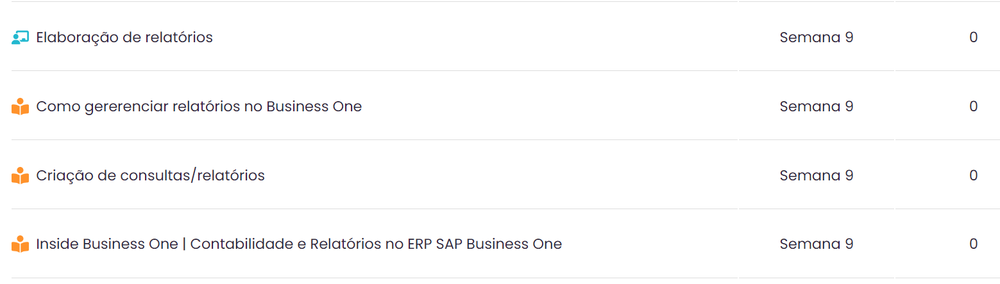 Elaboração de relatórios Semana 9 0
Como gererenciar relatórios no Business One Semana 9 0
Criação de consultas/relatórios Semana 9 0
Inside Business One | Contabilidade e Relatórios no ERP SAP Business One Semana 9 0